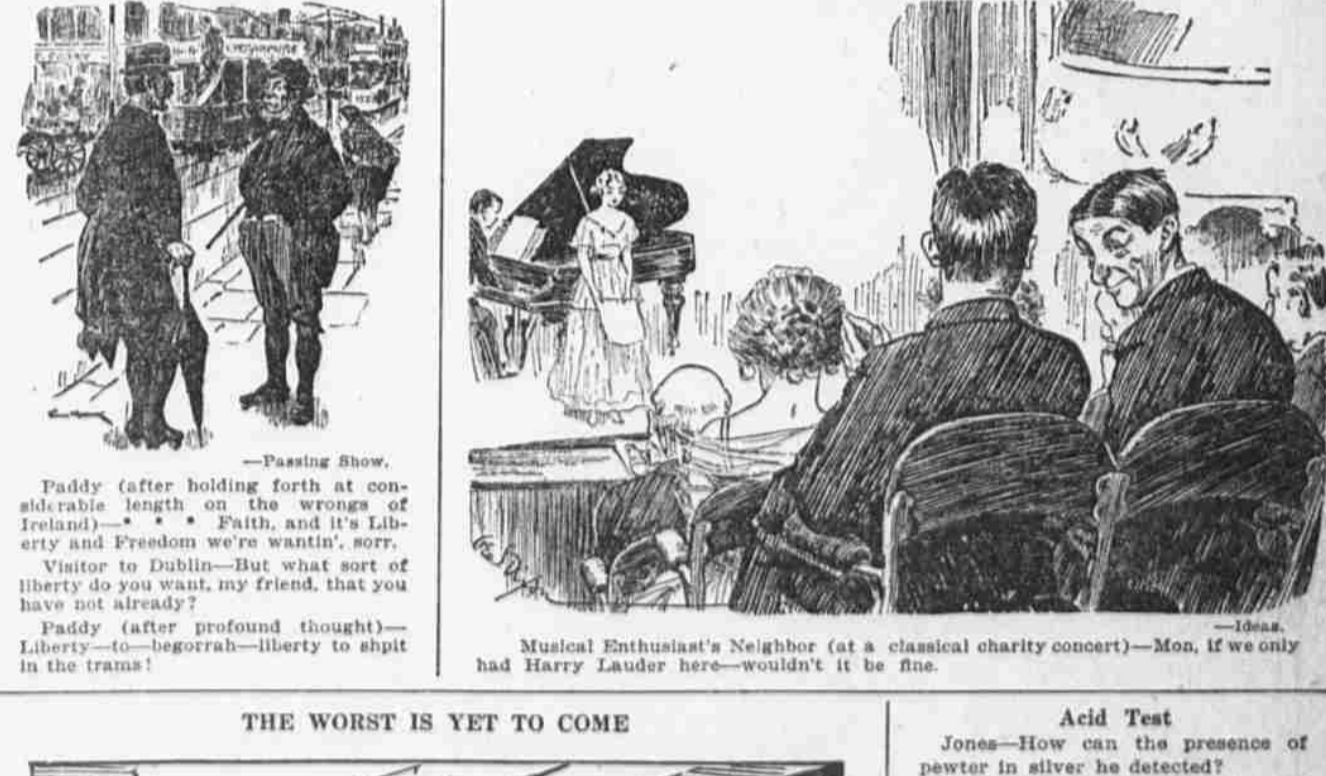 —Passing Show.
Paddy (after holding forth at con-
siderable length on the wrongs of
Ireland)—* * * Faith, and it's Lib-
erty and Freedom we're wantin', sorr.
Visitor to Dublin—But what sort of
liberty do you want, my friend, that you
have not already?
Paddy (after profound thought)—
Liberty—to—begorrah—liberty to shpit
in the trams!
—Ideas.
Musical Enthusiast's Neighbor (at a classical charity concert)—Mon, if we only
had Harry Lauder here—wouldn't it be fine.
THE WORST IS YET TO COME
Acid Test
Jones—How can the presence of
pewter in silver he detected?